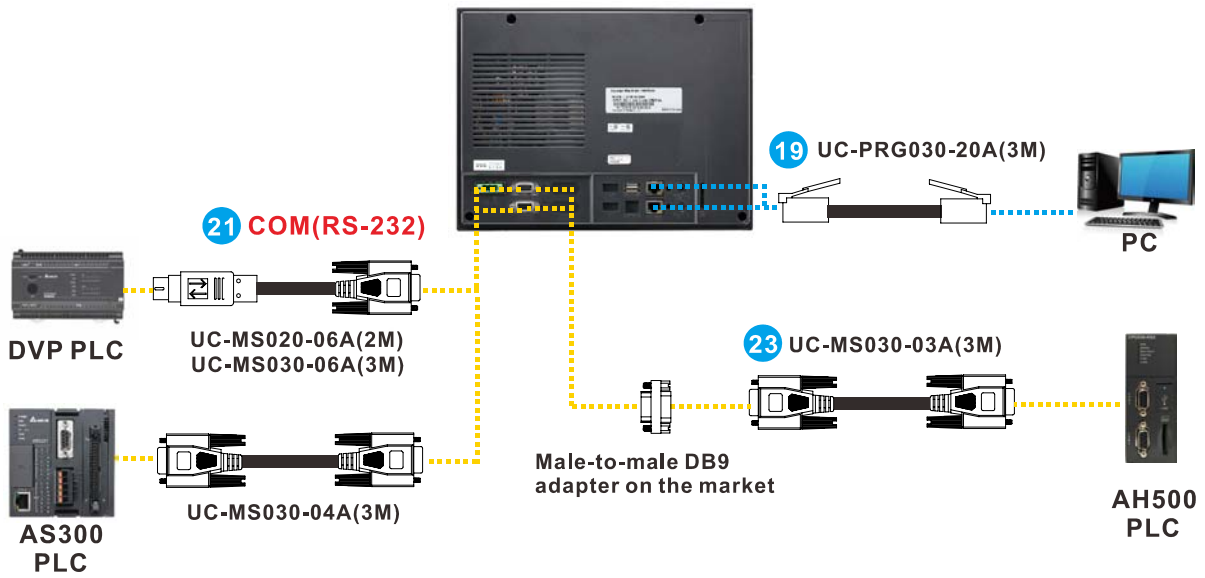 19 UC-PRG030-20A(3M)
PC
21 COM(RS-232)
DVP PLC
UC-MS020-06A(2M)
UC-MS030-06A(3M)
23 UC-MS030-03A(3M)
Male-to-male DB9
adapter on the market
UC-MS030-04A(3M)
AS300
PLC
AH500
PLC